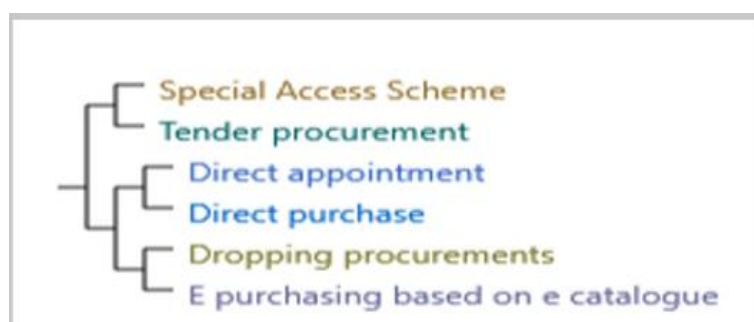 Special Access Scheme
Tender procurement
Direct appointment
Direct purchase
Dropping procurements
E purchasing based on e catalogue